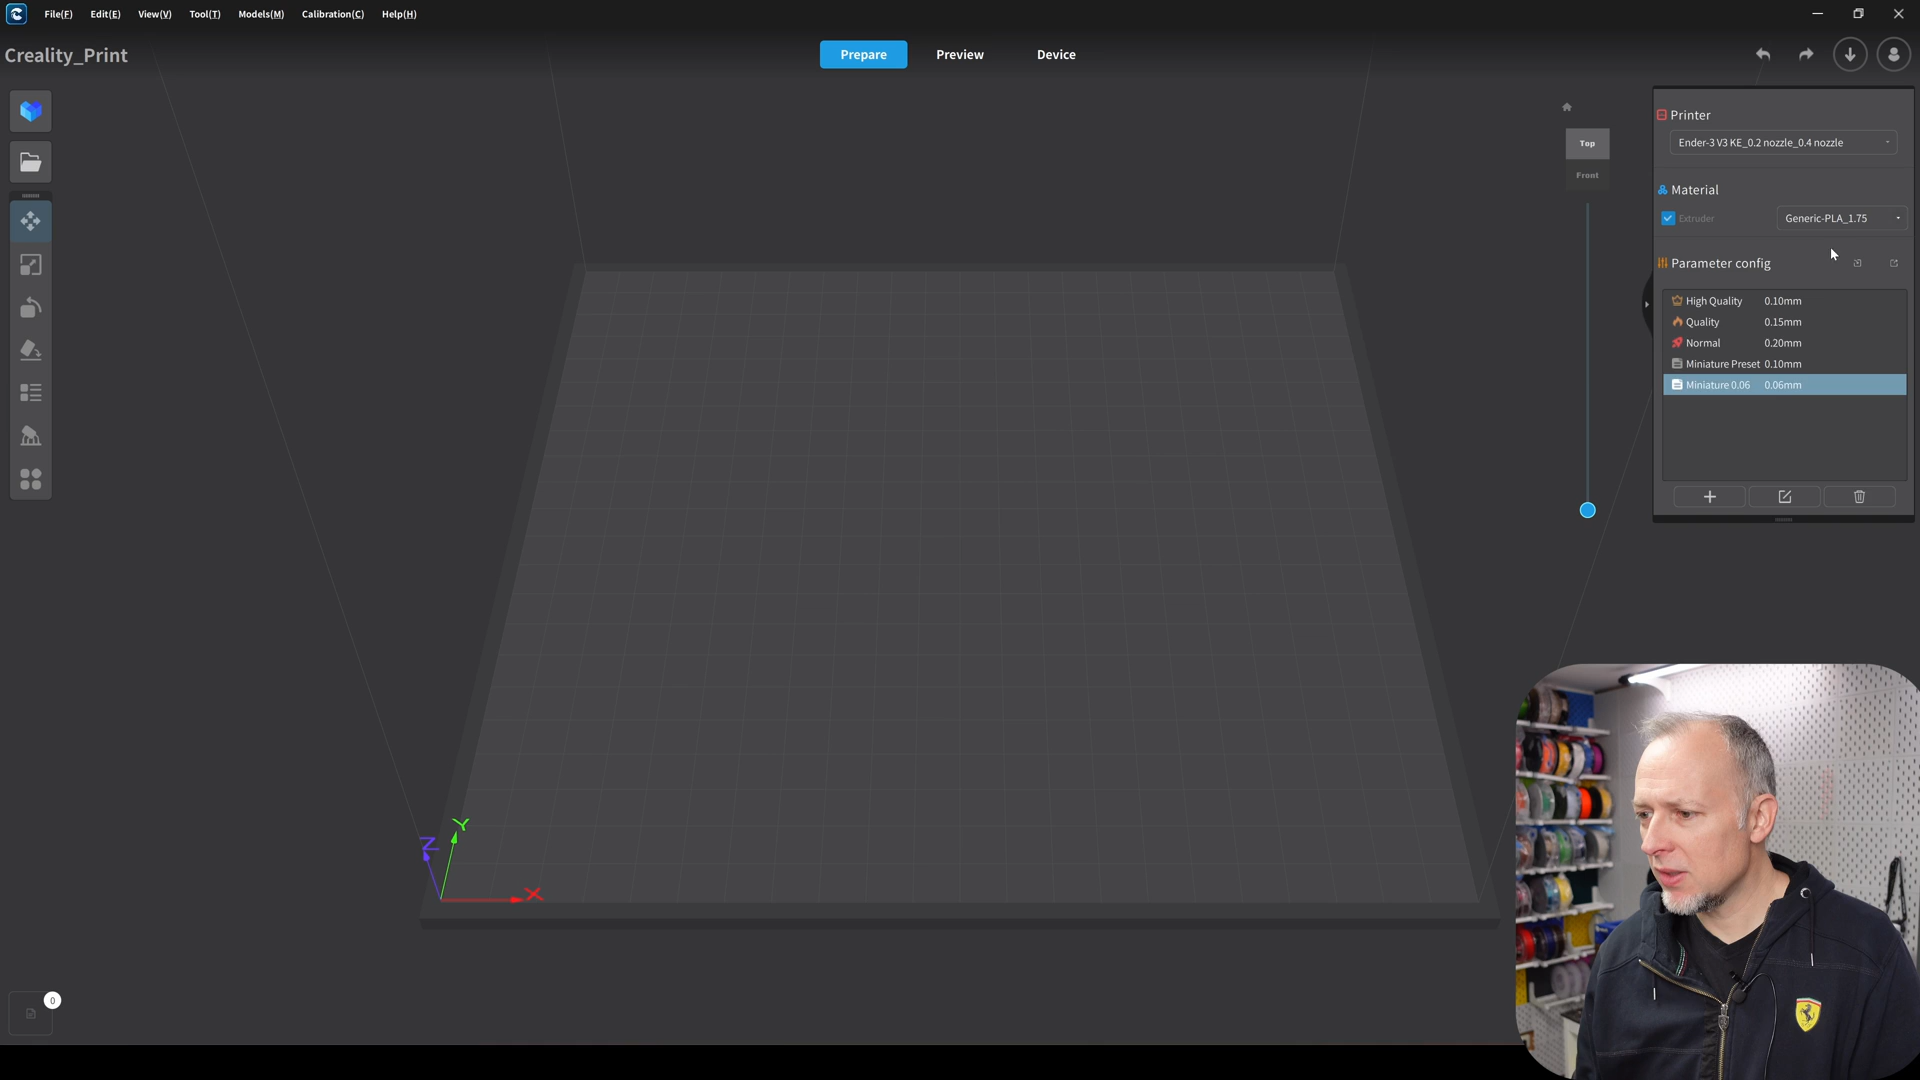 File(F) Edit(E) View(V) Tool(T) Models(M) Calibration(C) Help(H)
Creality_Print
Prepare Preview Device
Printer
Ender-3 V3 KE_0.2 nozzle_0.4 nozzle
Top
Front
Material
Extruder Generic-PLA_1.75
Parameter config
High Quality 0.10mm
Quality 0.15mm
Normal 0.20mm
Miniature Preset 0.10mm
Miniature 0.06 0.06mm
Z
Y
X
0